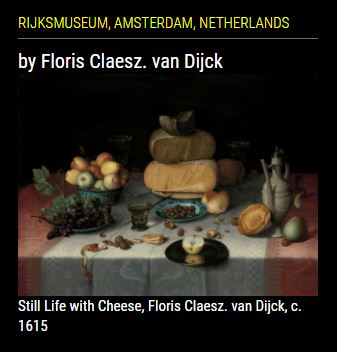 RIJKSMUSEUM, AMSTERDAM, NETHERLANDS
by Floris Claesz. van Dijck
Still Life with Cheese, Floris Claesz. van Dijck, c.
1615